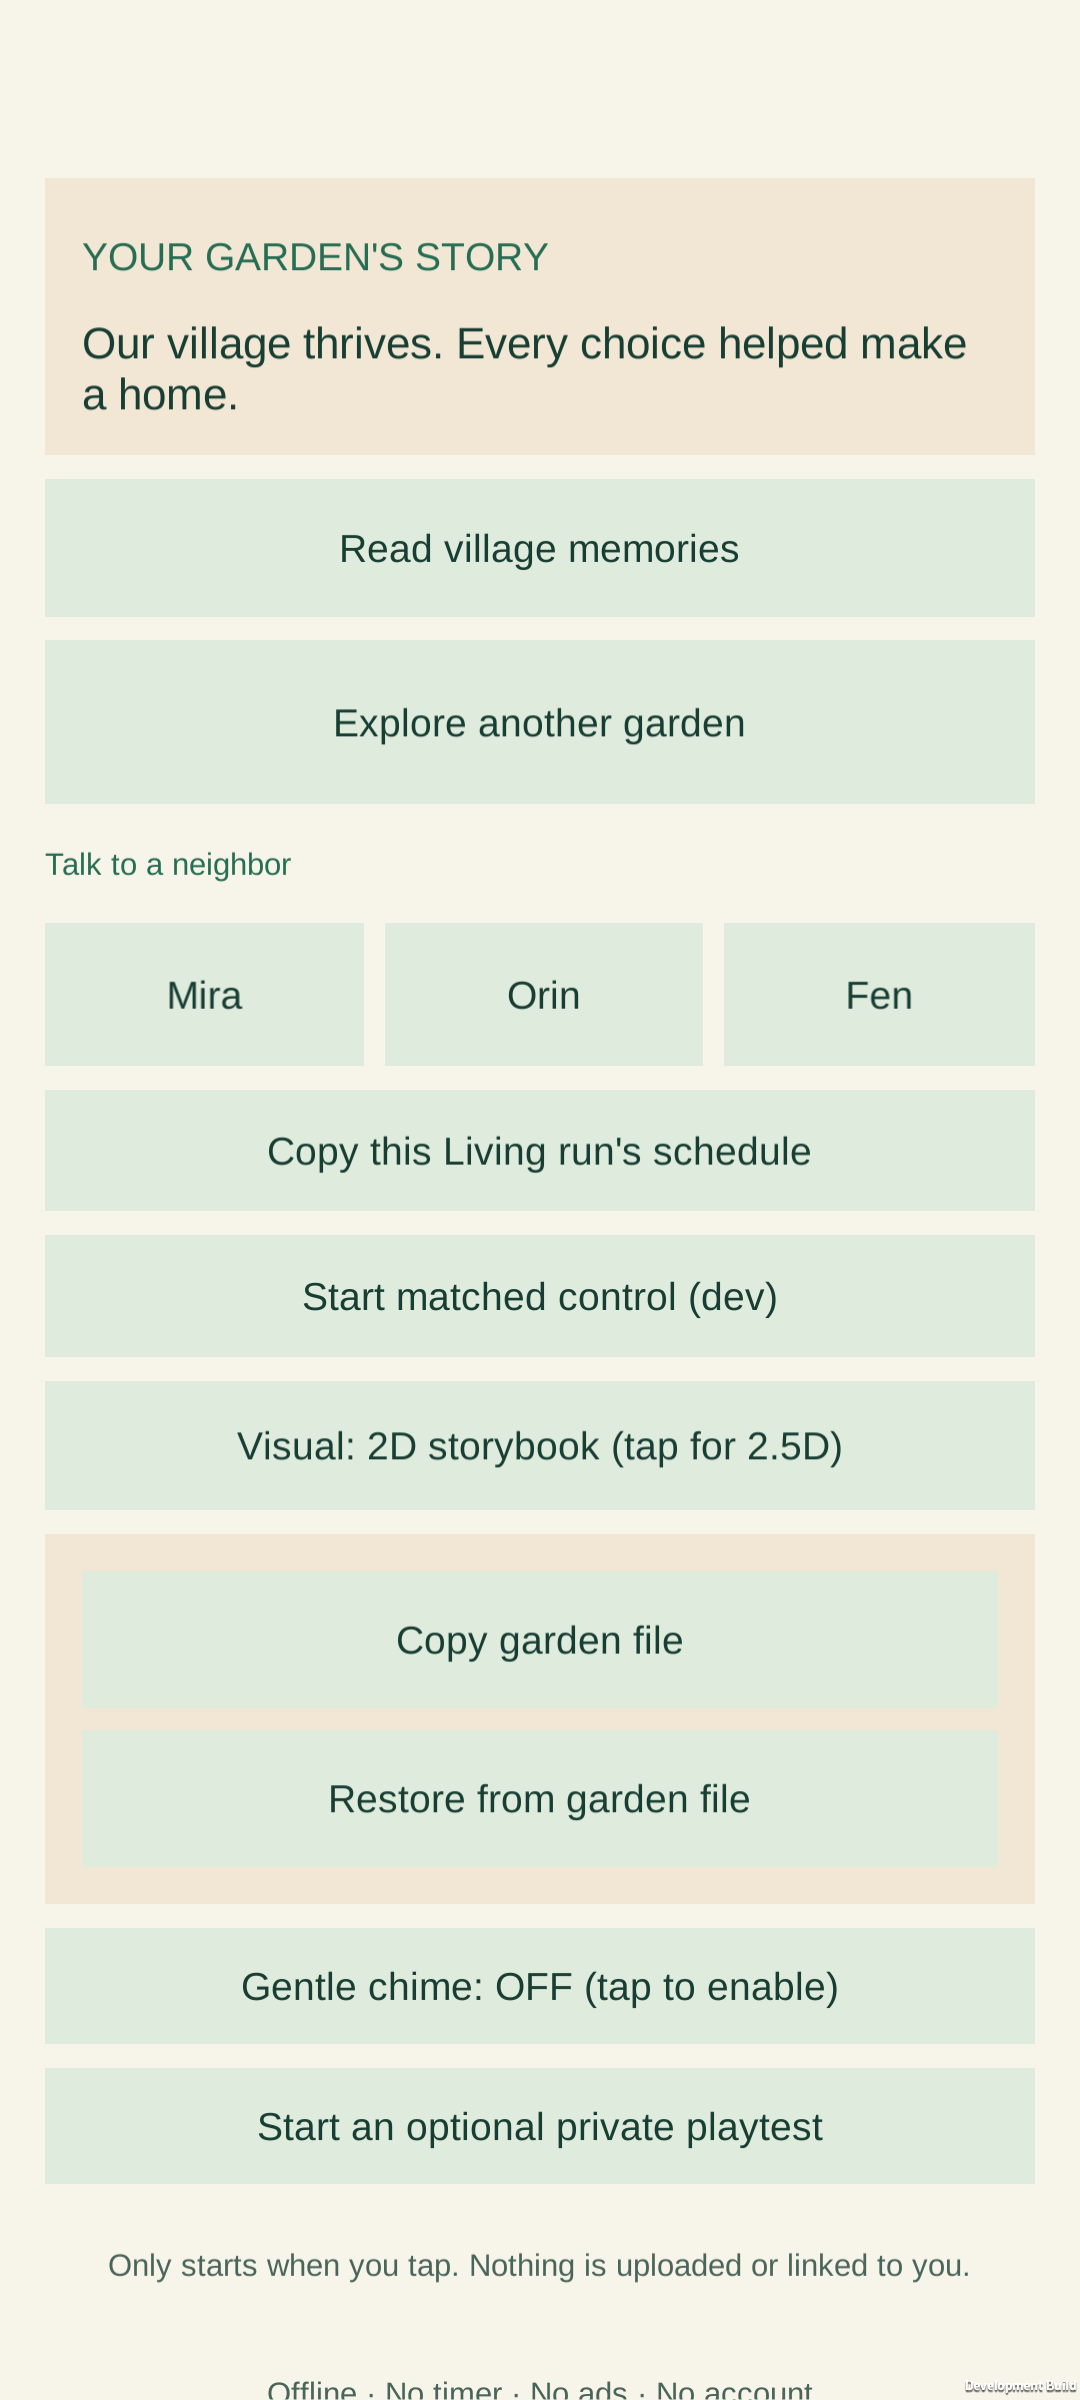 YOUR GARDEN'S STORY
Our village thrives. Every choice helped make
a home.
Read village memories
Explore another garden
Talk to a neighbor
Mira
Orin
Fen
Copy this Living run's schedule
Start matched control (dev)
Visual: 2D storybook (tap for 2.5D)
Copy garden file
Restore from garden file
Gentle chime: OFF (tap to enable)
Start an optional private playtest
Only starts when you tap. Nothing is uploaded or linked to you.
Offline · No timer · No ads · No account
Development Build